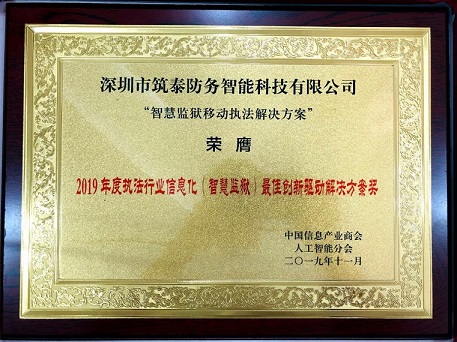 深圳市筑泰防务智能科技有限公司
“智慧监狱移动执法解决方案”
荣膺
2019年度执法行业信息化（智慧监狱）最佳创新驱动解决方案奖
中国信息产业商会
人工智能分会
二〇一九年十一月